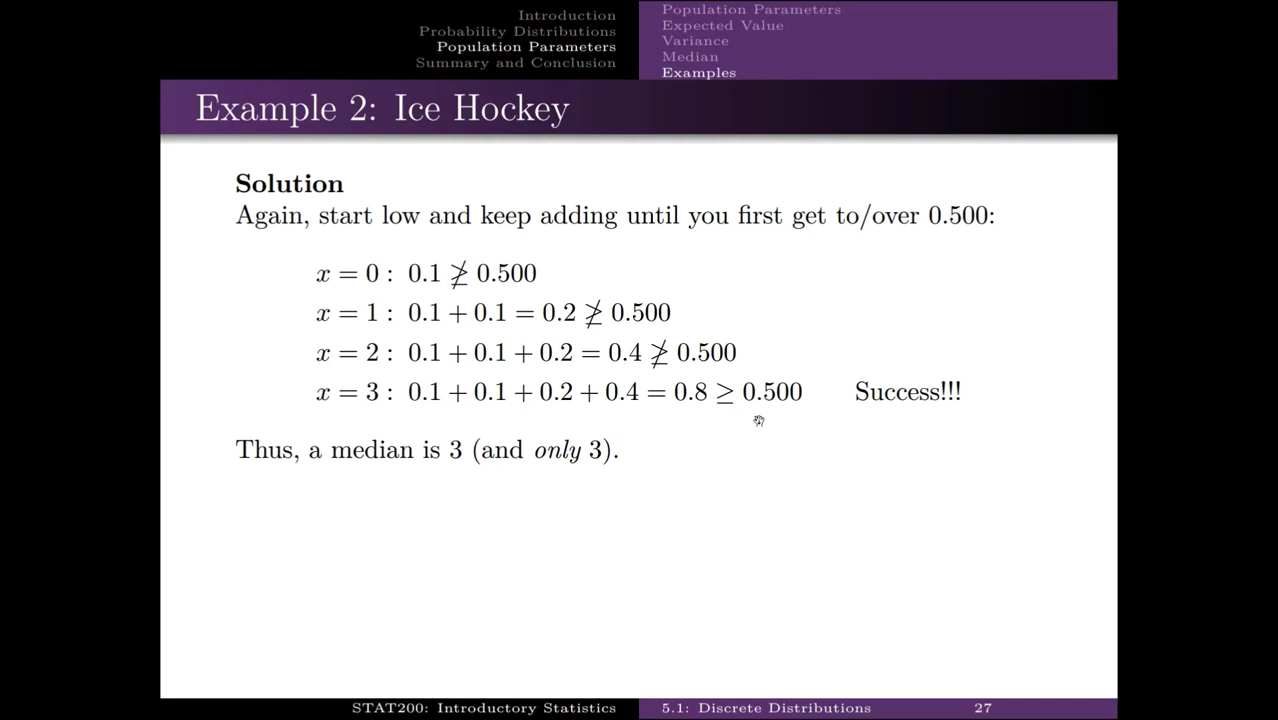 Introduction
Probability Distributions
Population Parameters
Summary and Conclusion
Population Parameters
Expected Value
Variance
Median
Examples
Example 2: Ice Hockey
Solution
Again, start low and keep adding until you first get to/over 0.500:
x = 0 : 0.1 ≱ 0.500
x = 1 : 0.1 + 0.1 = 0.2 ≱ 0.500
x = 2 : 0.1 + 0.1 + 0.2 = 0.4 ≱ 0.500
x = 3 : 0.1 + 0.1 + 0.2 + 0.4 = 0.8 ≥ 0.500 Success!!!
Thus, a median is 3 (and only 3).
STAT200: Introductory Statistics 5.1: Discrete Distributions 27